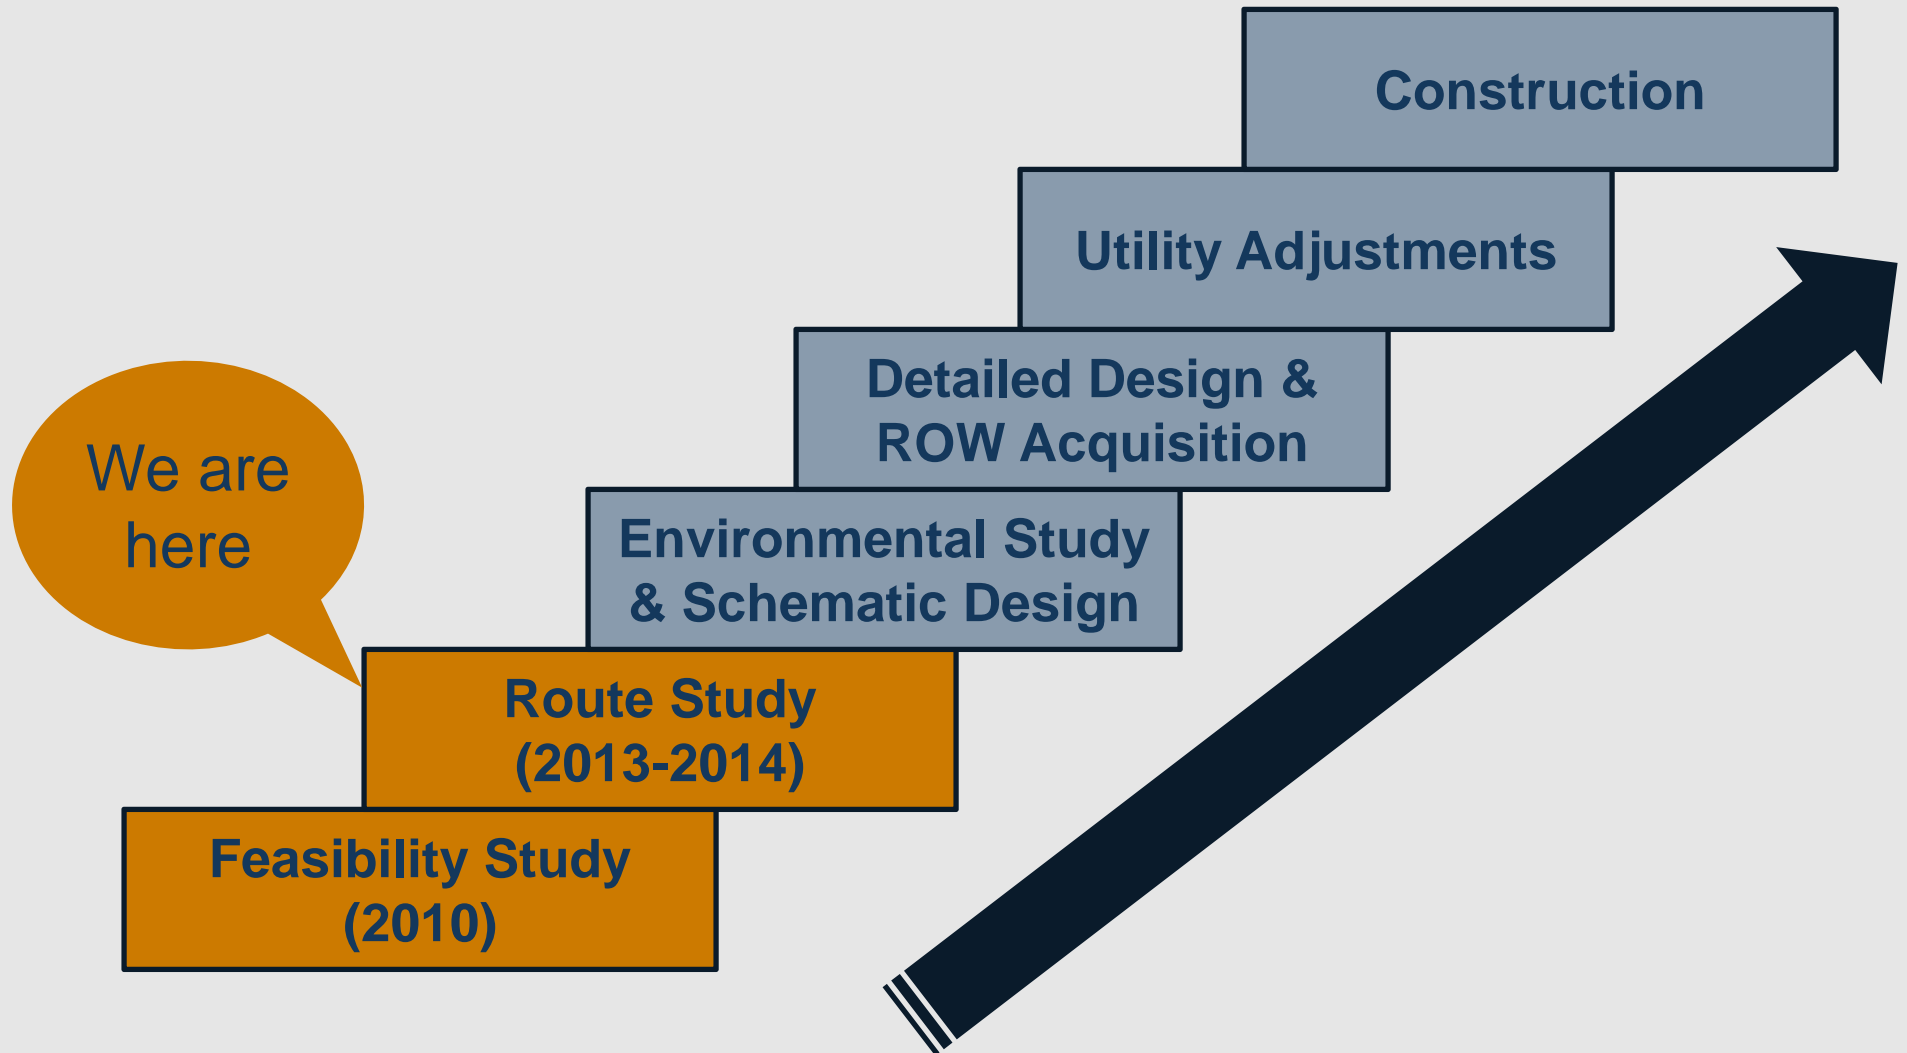 Construction
Utility Adjustments
Detailed Design &
ROW Acquisition
We are
here
Environmental Study
& Schematic Design
Route Study
(2013-2014)
Feasibility Study
(2010)